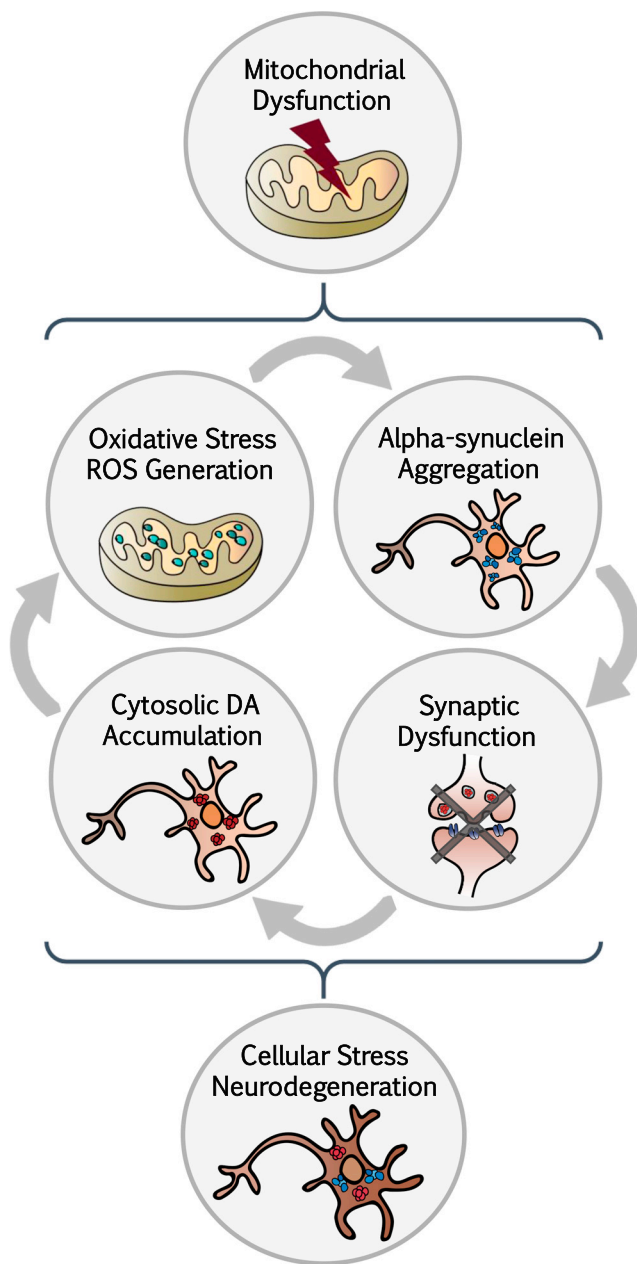 Mitochondrial
Dysfunction
Oxidative Stress
ROS Generation
Alpha-synuclein
Aggregation
Cytosolic DA
Accumulation
Synaptic
Dysfunction
Cellular Stress
Neurodegeneration